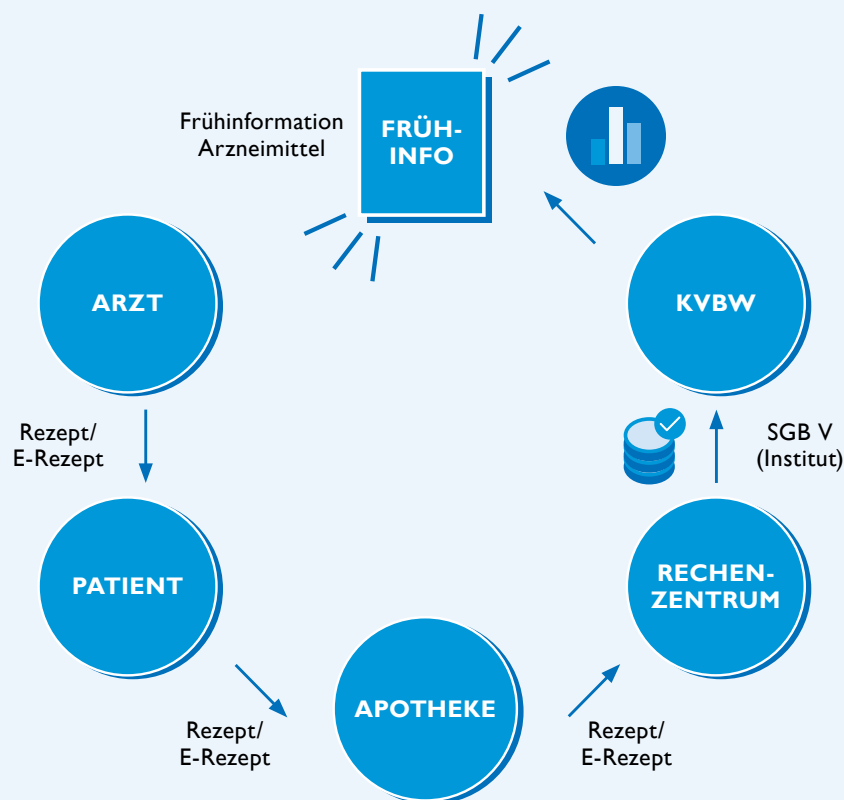 Frühinformation
Arzneimittel
FRÜH-
INFO
ARZT
KVBW
Rezept/
E-Rezept
SGB V
(Institut)
PATIENT
RECHEN-
ZENTRUM
APOTHEKE
Rezept/
E-Rezept
Rezept/
E-Rezept